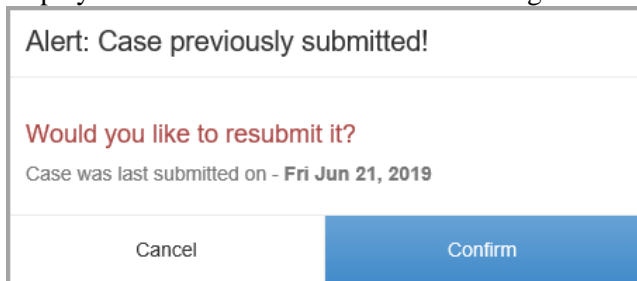 Alert: Case previously submitted!
Would you like to resubmit it?
Case was last submitted on - Fri Jun 21, 2019
Cancel Confirm